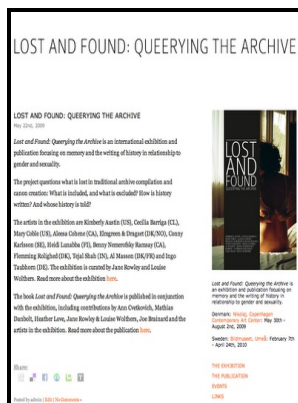 LOST AND FOUND: QUEERYING THE ARCHIVE
LOST AND FOUND: QUEERYING THE ARCHIVE
May 22nd, 2009
Lost and Found: Queerying the Archive is an international exhibition and
publication focusing on memory and the writing of history in relationship to
gender and sexuality.
The project questions what is lost in traditional archive compilation and
canon creation: What is included, and what is excluded? How is history
written? And whose history is told?
The artists in the exhibition are Kimberly Austin (US), Cecilia Barriga (CL),
Mary Coble (US), Aleesa Cohene (CA), Elmgreen & Dragset (DK/NO), Conny
Karlsson (SE), Heidi Lunabba (FI), Benny Nemerofsky Ramsay (CA),
Flemming Rolighed (DK), Tejal Shah (IN), Al Masson (DK/FR) and Ingo
Taubhorn (DE). The exhibition is curated by Jane Rowley and Louise
Wolthers. Read more about the exhibition here.
The book Lost and Found: Queerying the Archive is published in conjunction
with the exhibition, including contributions by Ann Cvetkovich, Mathias
Danbolt, Heather Love, Jane Rowley & Louise Wolthers, Joe Brainard and the
artists in the exhibition. Read more about the publication here.
Share:
Posted by admin | Edit | No Comments »
LOST
AND
FOUND
QUEERYING THE ARCHIVE
Lost and Found: Queerying the Archive is
an exhibition and publication focusing on
memory and the writing of history in
relationship to gender and sexuality.
Denmark: Nikolaj, Copenhagen
Contemporary Art Center: May 30th -
August 2nd, 2009
Sweden: Bildmuseet, Umeå: February 7th
- April 24th, 2010
THE EXHIBITION
THE PUBLICATION
EVENTS
LINKS